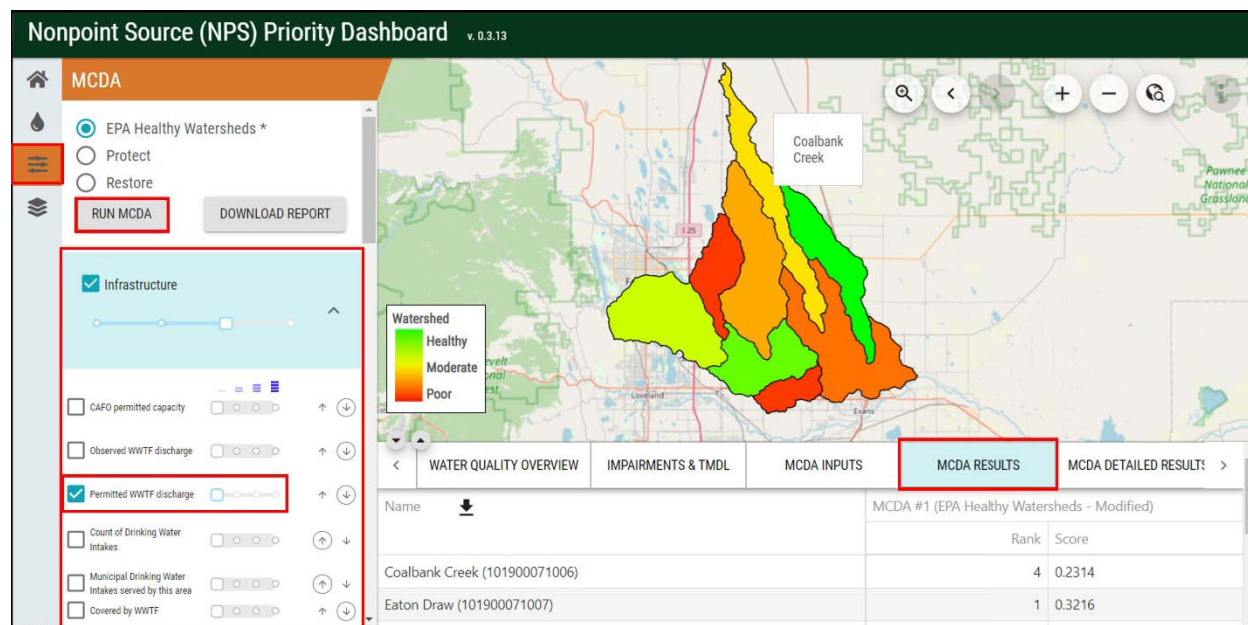 Nonpoint Source (NPS) Priority Dashboard v. 0.3.13
MCDA
EPA Healthy Watersheds *
Protect
Restore
RUN MCDA
DOWNLOAD REPORT
Infrastructure
CAFO permitted capacity
Observed WWTF discharge
Permitted WWTF discharge
Count of Drinking Water
Intakes
Municipal Drinking Water
Intakes served by this area
Covered by WWTF
Coalbank
Creek
Pawnee
National
Grassland
I 25
Watershed
Healthy
Moderate
Poor
Loveland
Evans
WATER QUALITY OVERVIEW
IMPAIRMENTS & TMDL
MCDA INPUTS
MCDA RESULTS
MCDA DETAILED RESULTS
Name
MCDA #1 (EPA Healthy Watersheds - Modified)
Rank Score
Coalbank Creek (101900071006) 4 0.2314
Eaton Draw (101900071007) 1 0.3216